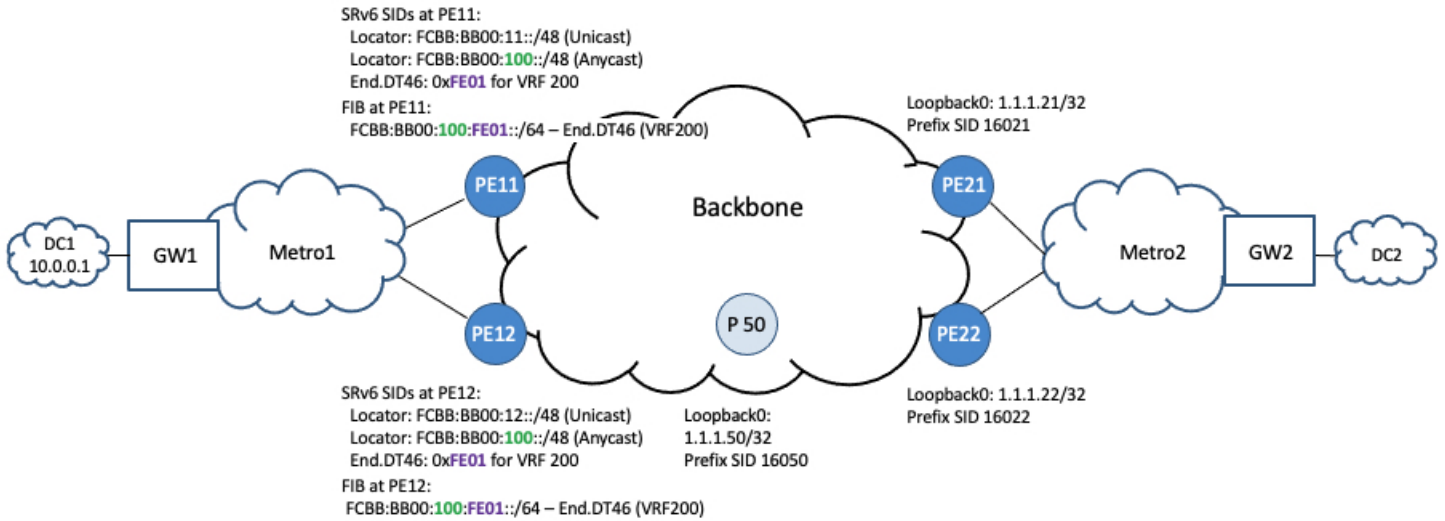 SRv6 SIDs at PE11:
Locator: FCBB:BB00:11::/48 (Unicast)
Locator: FCBB:BB00:100::/48 (Anycast)
End.DT46: 0xFE01 for VRF 200
FIB at PE11:
FCBB:BB00:100:FE01::/64 – End.DT46 (VRF200)
Loopback0: 1.1.1.21/32
Prefix SID 16021
PE11
PE21
Backbone
DC1
10.0.0.1
GW1
Metro1
Metro2
GW2
DC2
P 50
PE12
PE22
SRv6 SIDs at PE12:
Locator: FCBB:BB00:12::/48 (Unicast)
Locator: FCBB:BB00:100::/48 (Anycast)
End.DT46: 0xFE01 for VRF 200
FIB at PE12:
FCBB:BB00:100:FE01::/64 – End.DT46 (VRF200)
Loopback0:
1.1.1.50/32
Prefix SID 16050
Loopback0: 1.1.1.22/32
Prefix SID 16022